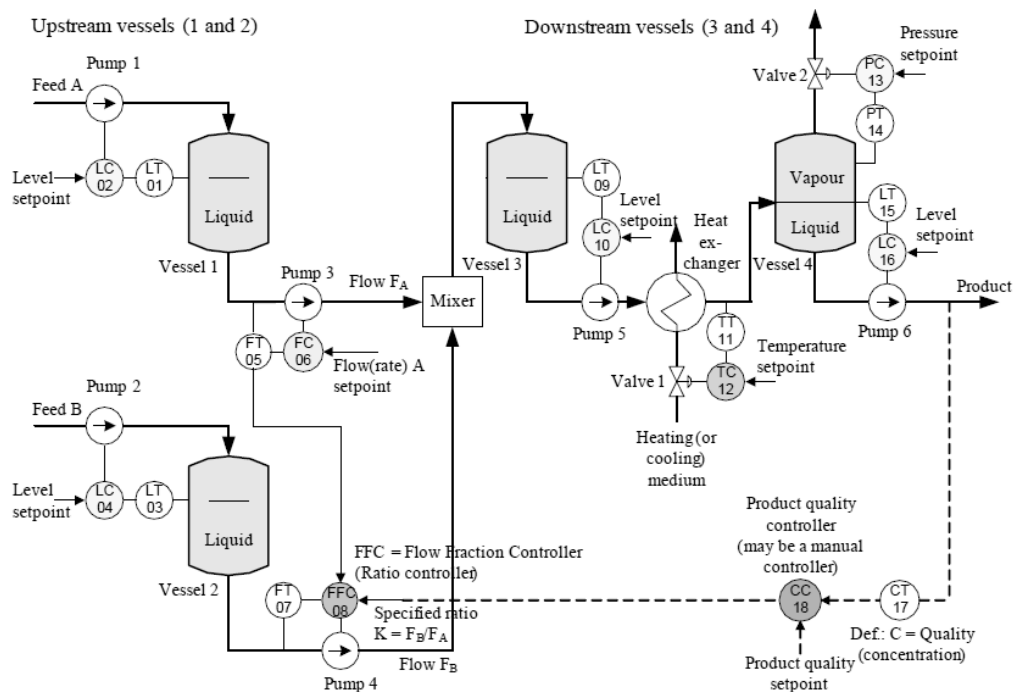 Upstream vessels (1 and 2)
Downstream vessels (3 and 4)
Pump 1
Feed A
LC
02
LT
01
Level
setpoint
Liquid
Vessel 1
Pump 3
Flow FA
FT
05
FC
06
Flow(rate) A
setpoint
Mixer
Pump 2
Feed B
LC
04
LT
03
Level
setpoint
Liquid
Vessel 2
FFC = Flow Fraction Controller
(Ratio controller)
FT
07
FFC
08
Specified ratio
K = FB/FA
Flow FB
Pump 4
Liquid
Vessel 3
LT
09
Level
setpoint
LC
10
Pump 5
Heat
ex-
changer
TT
11
TC
12
Temperature
setpoint
Valve 1
Heating (or
cooling)
medium
Valve 2
PC
13
Pressure
setpoint
PT
14
Vapour
Liquid
Vessel 4
LT
15
Level
setpoint
LC
16
Pump 6
Product
Product quality
controller
(may be a manual
controller)
CC
18
CT
17
Def.: C = Quality
(concentration)
Product quality
setpoint